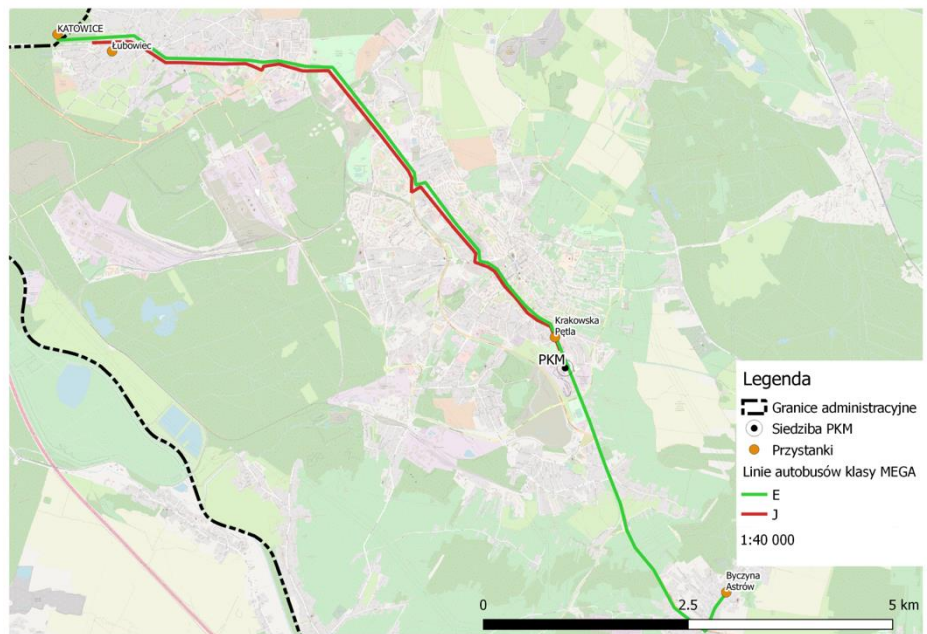 KATOWICE
Łubowiec
Krakowska
Pętla
PKM
Legenda
Granice administracyjne
Siedziba PKM
Przystanki
Linie autobusów klasy MEGA
E
J
1:40 000
Byczyna
Astrów
0 2.5 5 km